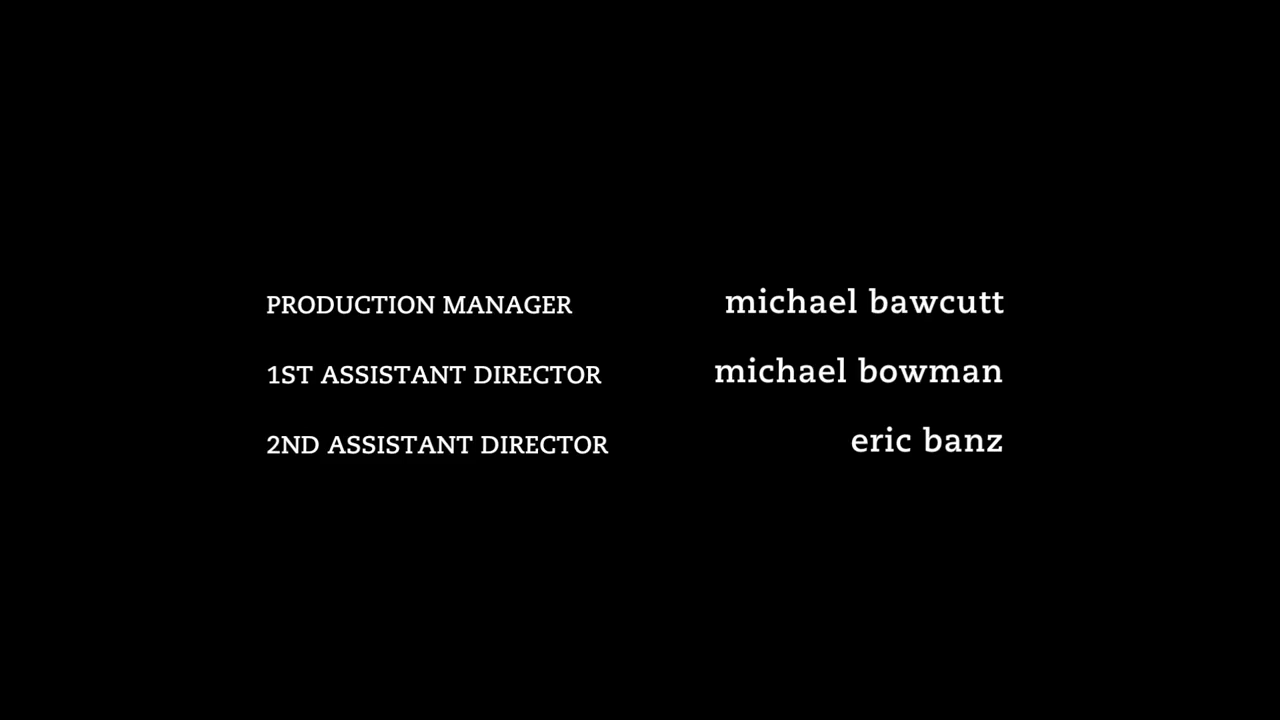 PRODUCTION MANAGER michael bawcutt
1ST ASSISTANT DIRECTOR michael bowman
2ND ASSISTANT DIRECTOR eric banz